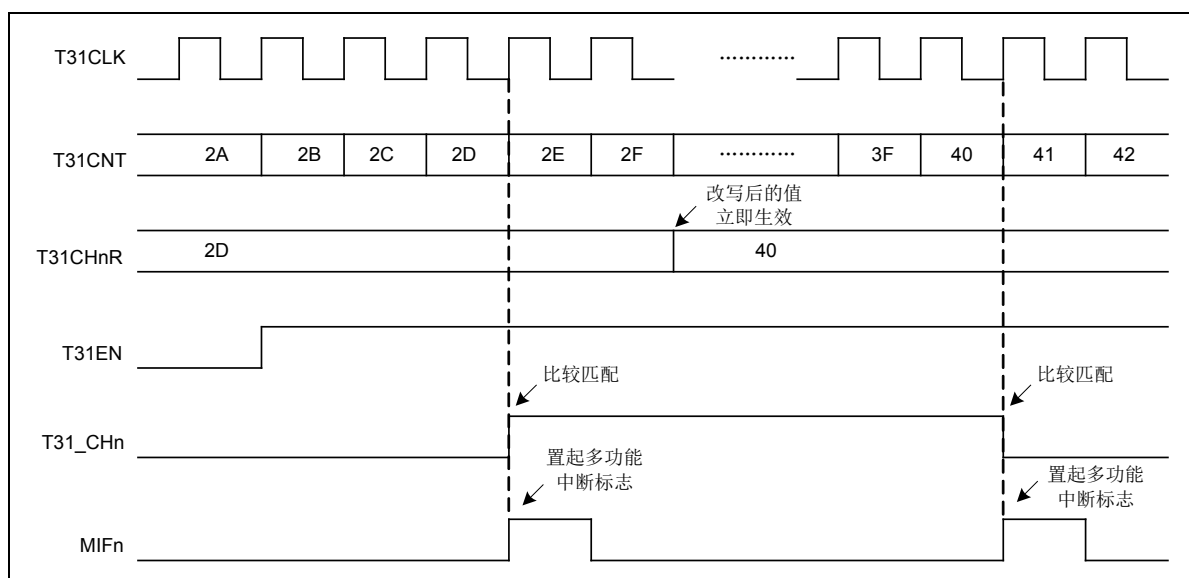 T31CLK
…………
T31CNT
2A 2B 2C 2D 2E 2F ………… 3F 40 41 42
改写后的值
立即生效
T31CHnR
2D 40
T31EN
比较匹配 比较匹配
T31_CHn
置起多功能
中断标志
置起多功能
中断标志
MIFn